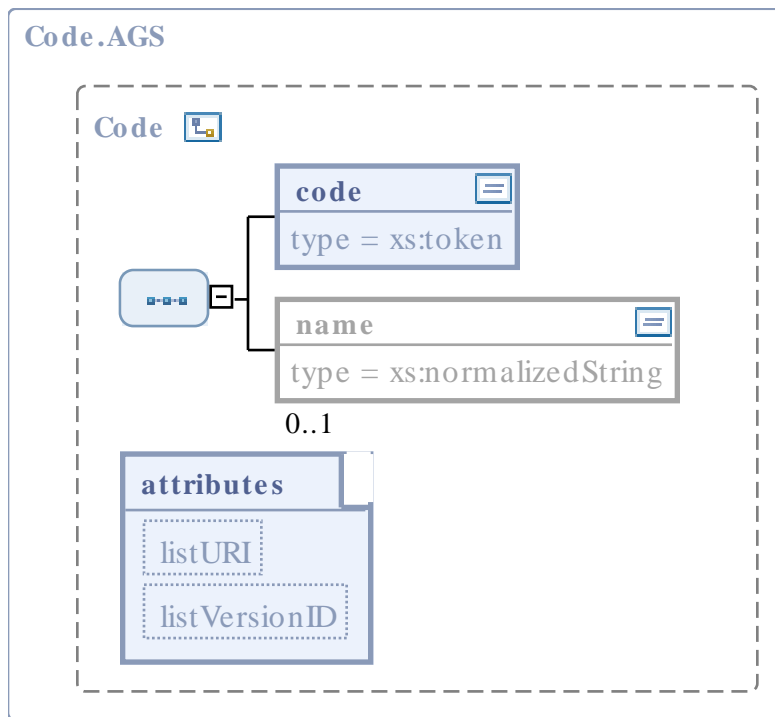 Code.AGS
Code
code
type = xs:token
name
type = xs:normalizedString
0..1
attributes
listURI
listVersionID